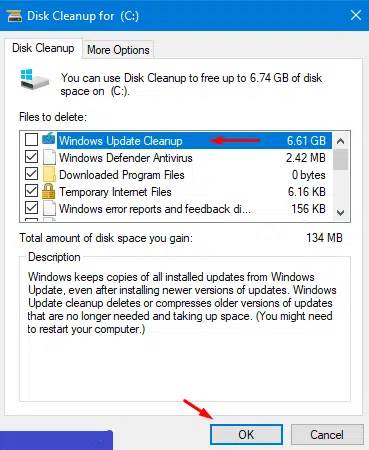 Disk Cleanup for (C:)
Disk Cleanup
More Options
You can use Disk Cleanup to free up to 6.74 GB of disk
space on (C:).
Files to delete:
Windows Update Cleanup 6.61 GB
Windows Defender Antivirus 2.42 MB
Downloaded Program Files 0 bytes
Temporary Internet Files 6.16 KB
Windows error reports and feedback di... 156 KB
Total amount of disk space you gain: 134 MB
Description
Windows keeps copies of all installed updates from Windows
Update, even after installing newer versions of updates. Windows
Update cleanup deletes or compresses older versions of updates
that are no longer needed and taking up space. (You might need
to restart your computer.)
OK
Cancel